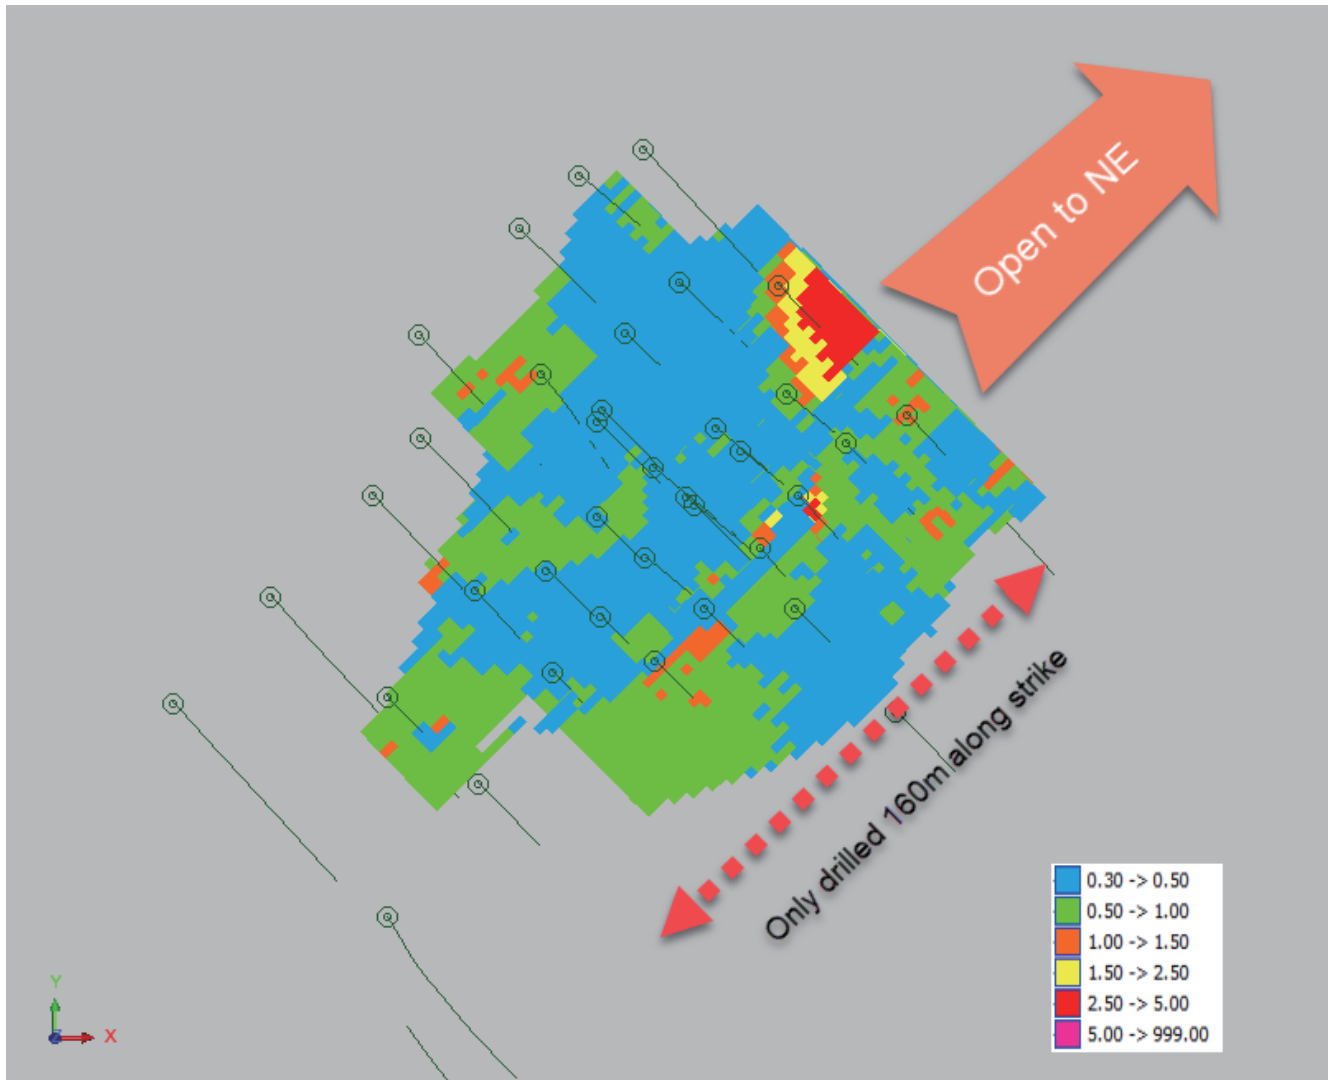 Open to NE
Only drilled 160m along strike
0.30 -> 0.50
0.50 -> 1.00
1.00 -> 1.50
1.50 -> 2.50
2.50 -> 5.00
5.00 -> 999.00
Y
Z
X